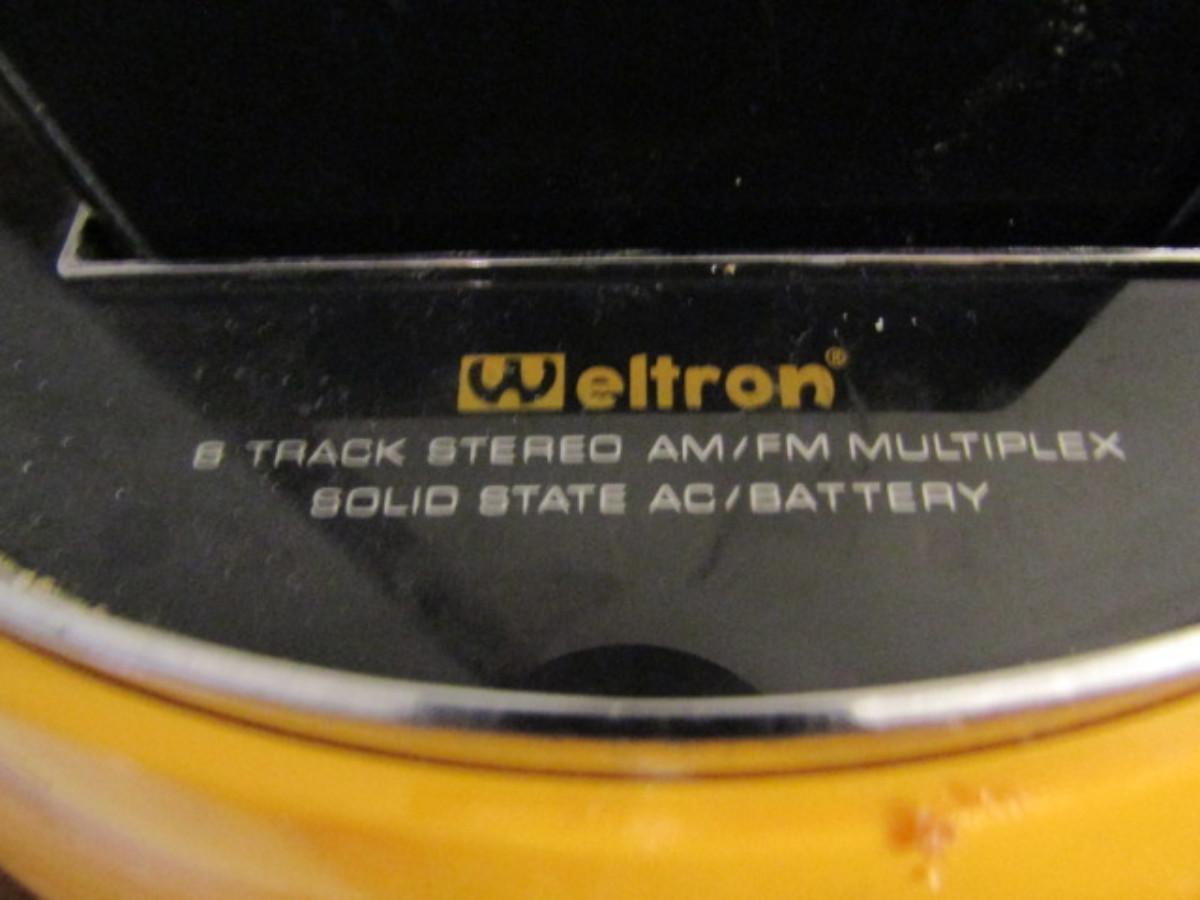 Weltron®
8 TRACK STEREO AM/FM MULTIPLEX
SOLID STATE AC/BATTERY